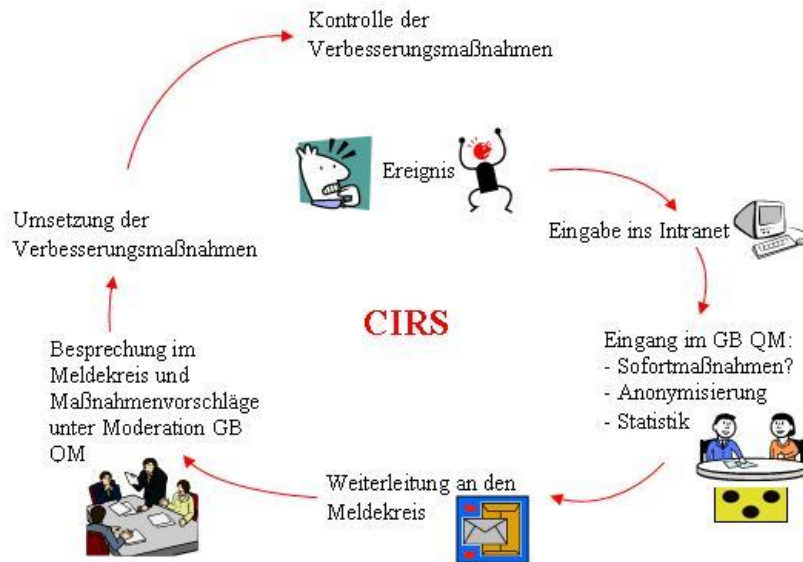 Kontrolle der
Verbesserungsmaßnahmen
Ereignis
Eingabe ins Intranet
Eingang im GB QM:
- Sofortmaßnahmen?
- Anonymisierung
- Statistik
Weiterleitung an den
Meldekreis
Besprechung im
Meldekreis und
Maßnahmenvorschläge
unter Moderation GB
QM
Umsetzung der
Verbesserungsmaßnahmen
CIRS